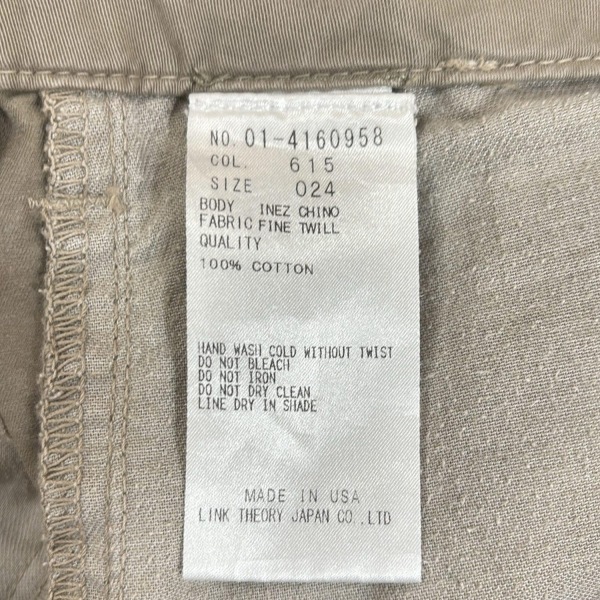 NO. 01-4160958
COL. 615
SIZE 024
BODY INEZ CHINO
FABRIC FINE TWILL
QUALITY
100% COTTON
HAND WASH COLD WITHOUT TWIST
DO NOT BLEACH
DO NOT IRON
DO NOT DRY CLEAN
LINE DRY IN SHADE
MADE IN USA
LINK THEORY JAPAN CO.,LTD